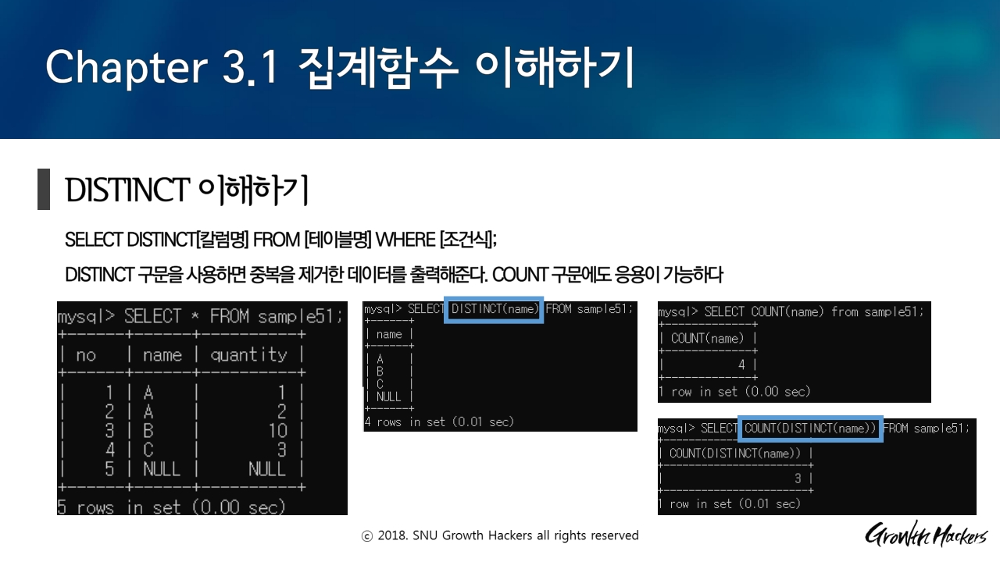 Chapter 3.1 집계함수 이해하기
DISTINCT 이해하기
SELECT DISTINCT[칼럼명] FROM [테이블명] WHERE [조건식];
DISTINCT 구문을 사용하면 중복을 제거한 데이터를 출력해준다. COUNT 구문에도 응용이 가능하다
mysql> SELECT * FROM sample51;
+------+------+----------+
| no   | name | quantity |
+------+------+----------+
|    1 | A    |        1 |
|    2 | A    |        2 |
|    3 | B    |       10 |
|    4 | C    |        3 |
|    5 | NULL |     NULL |
+------+------+----------+
5 rows in set (0.00 sec)
mysql> SELECT DISTINCT(name) FROM sample51;
+------+
| name |
+------+
| A    |
| B    |
| C    |
| NULL |
+------+
4 rows in set (0.01 sec)
mysql> SELECT COUNT(name) from sample51;
+-------------+
| COUNT(name) |
+-------------+
|           4 |
+-------------+
1 row in set (0.00 sec)
mysql> SELECT COUNT(DISTINCT(name)) FROM sample51;
+-----------------------+
| COUNT(DISTINCT(name)) |
+-----------------------+
|                     3 |
+-----------------------+
1 row in set (0.01 sec)
ⓒ 2018. SNU Growth Hackers all rights reserved
Growth Hackers